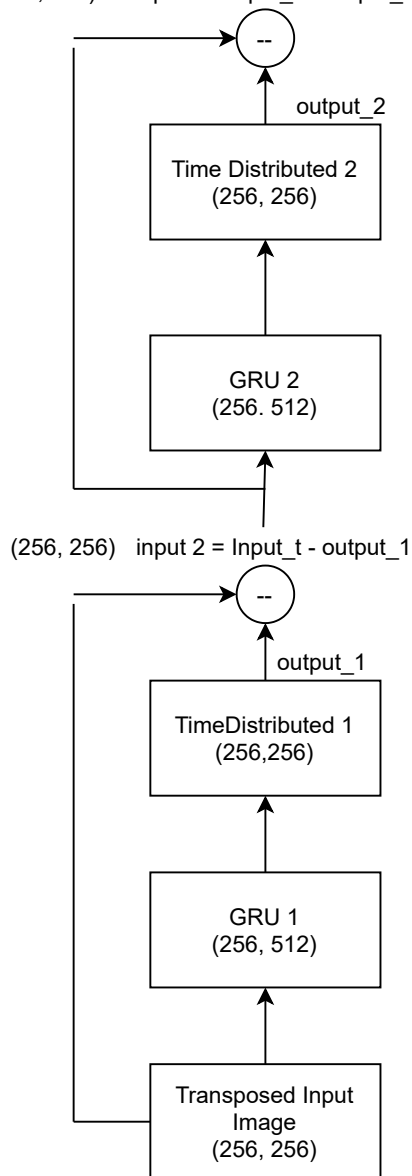 --
output_2
Time Distributed 2
(256, 256)
GRU 2
(256. 512)
(256, 256) input 2 = Input_t - output_1
--
output_1
TimeDistributed 1
(256,256)
GRU 1
(256, 512)
Transposed Input
Image
(256, 256)